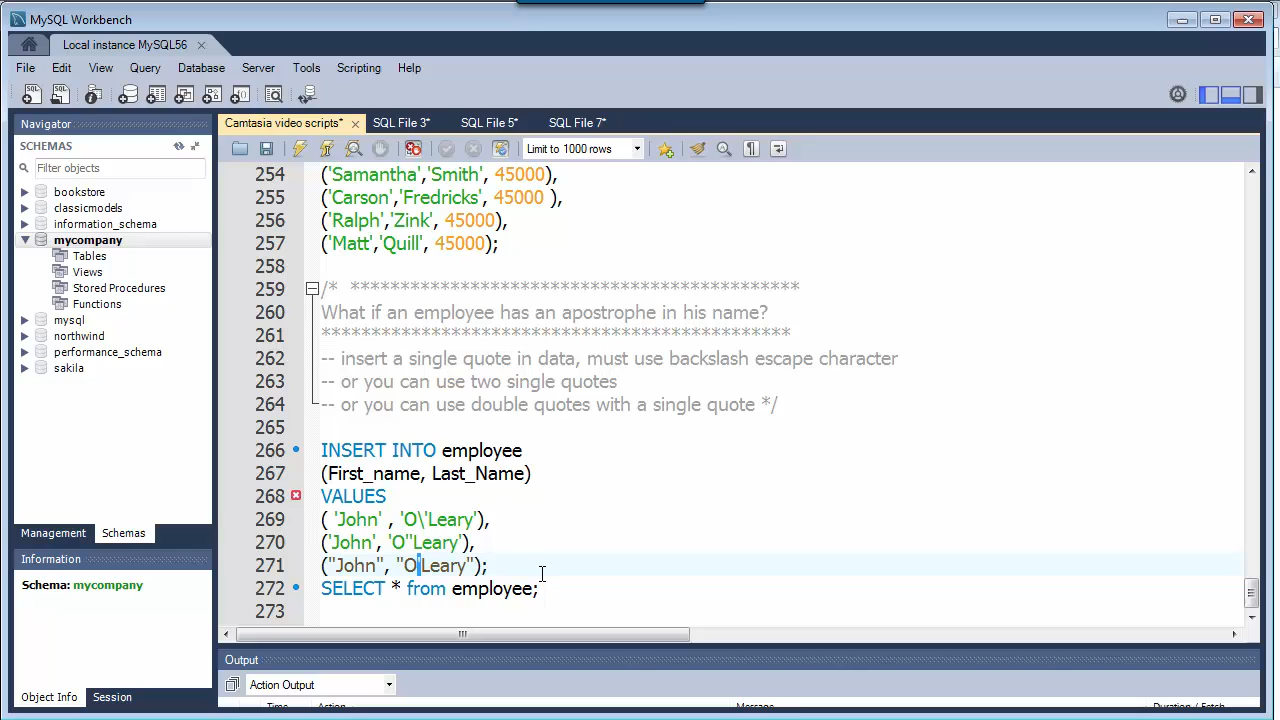 MySQL Workbench
Local instance MySQL56
File Edit View Query Database Server Tools Scripting Help
Navigator
SCHEMAS
Filter objects
bookstore
classicmodels
information_schema
mycompany
Tables
Views
Stored Procedures
Functions
mysql
northwind
performance_schema
sakila
Management Schemas
Information
Schema: mycompany
Object Info Session
Camtasia video scripts* SQL File 3* SQL File 5* SQL File 7*
Limit to 1000 rows
254 ('Samantha','Smith', 45000),
255 ('Carson','Fredricks', 45000 ),
256 ('Ralph','Zink', 45000),
257 ('Matt','Quill', 45000);
258
259 /* ********************************************
260 What if an employee has an apostrophe in his name?
261 ***********************************************
262 -- insert a single quote in data, must use backslash escape character
263 -- or you can use two single quotes
264 -- or you can use double quotes with a single quote */
265
266 INSERT INTO employee
267 (First_name, Last_Name)
268 VALUES
269 ( 'John' , 'O\'Leary'),
270 ('John', 'O''Leary'),
271 ("John", "O'Leary");
272 SELECT * from employee;
273
Output
Action Output
Time Action Message Duration / Fetch